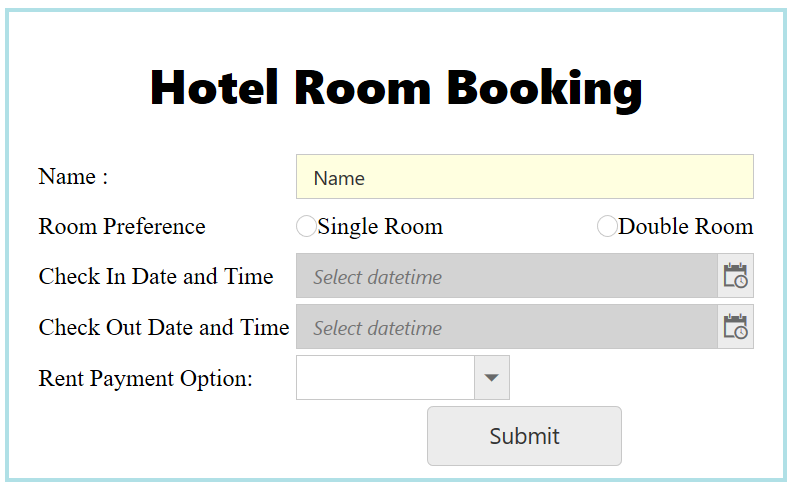 Hotel Room Booking
Name : Name
Room Preference Single Room Double Room
Check In Date and Time Select datetime
Check Out Date and Time Select datetime
Rent Payment Option:
Submit